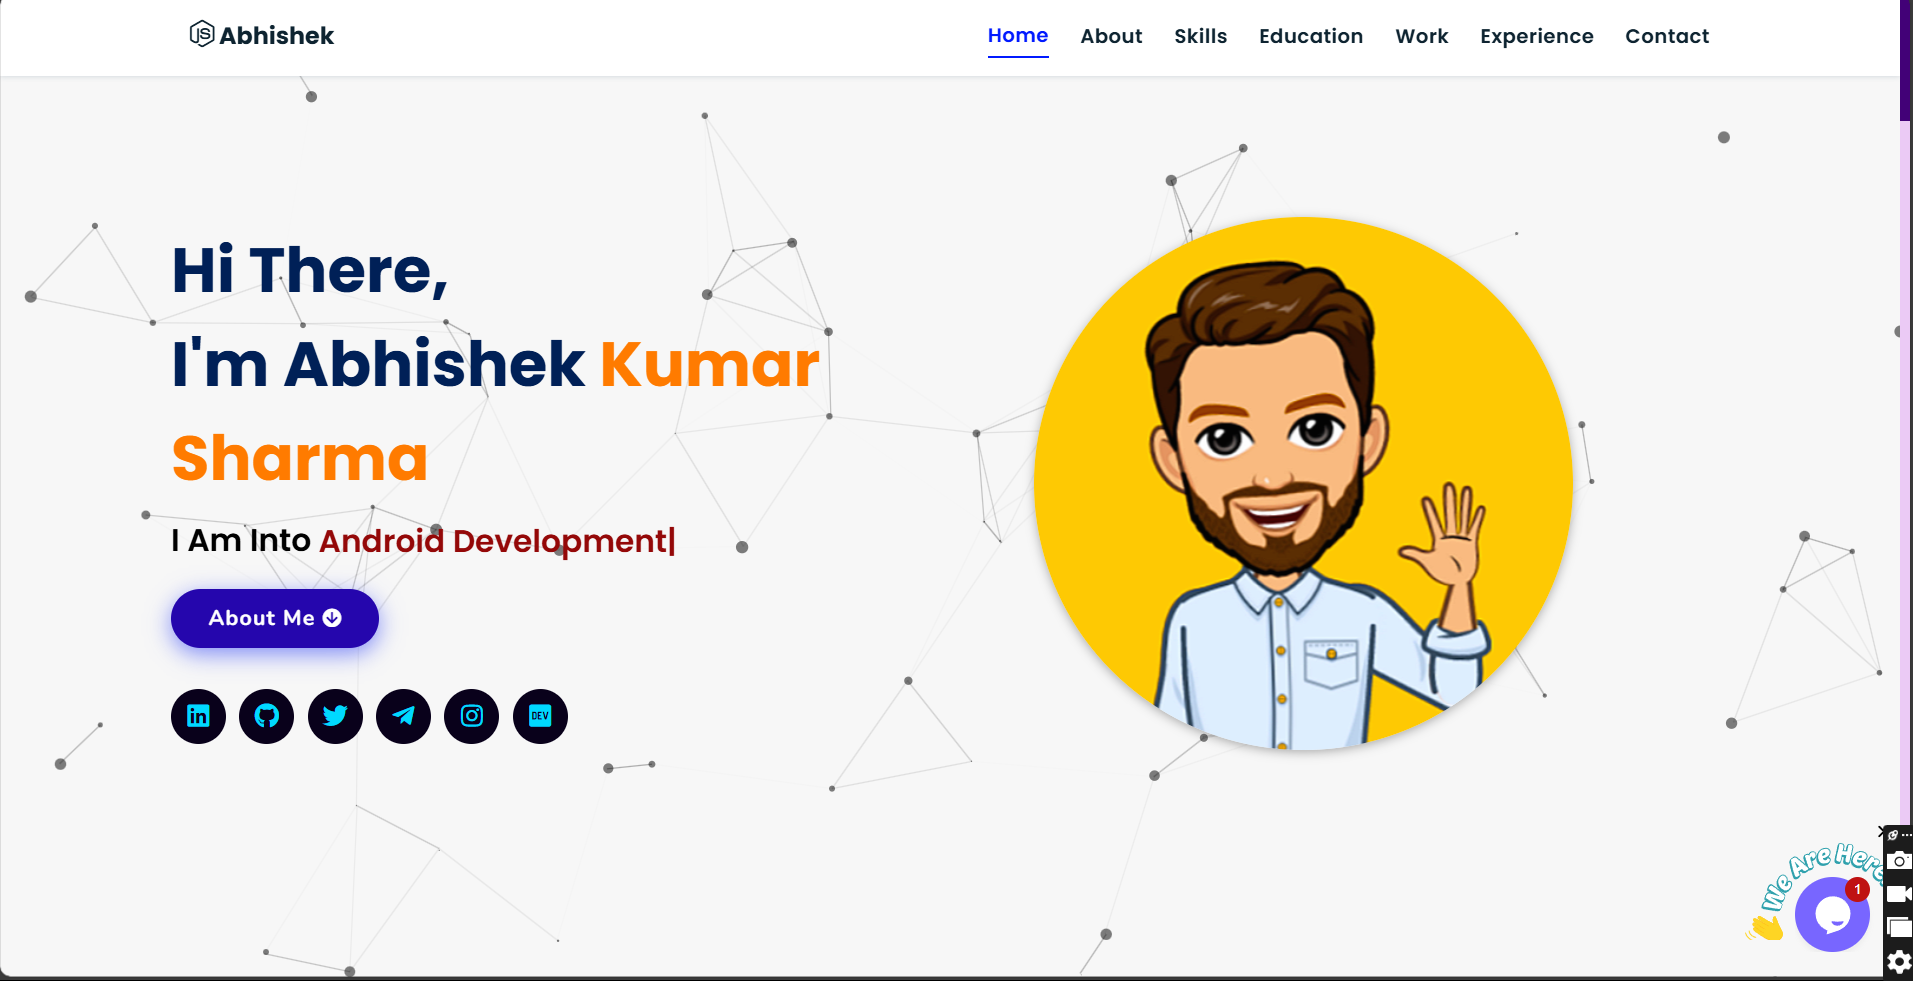 JS Abhishek
Home About Skills Education Work Experience Contact
Hi There,
I'm Abhishek Kumar
Sharma
I Am Into Android Development|
About Me
in
DEV
We Are Here
1